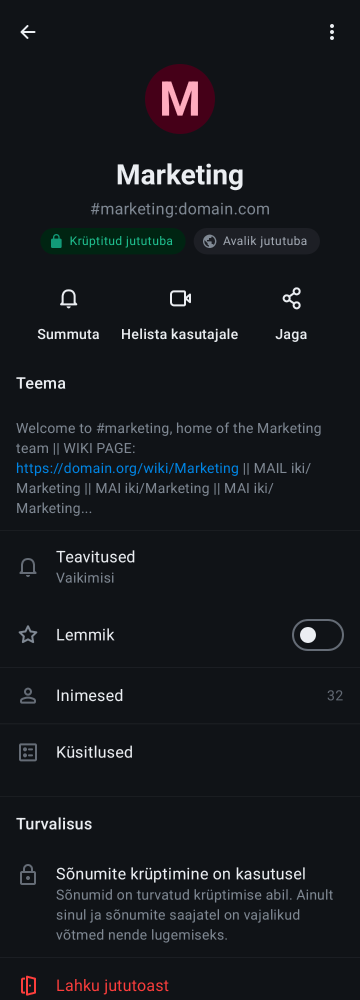 M
Marketing
#marketing:domain.com
Krüptitud jututuba
Avalik jututuba
Summuta
Helista kasutajale
Jaga
Teema
Welcome to #marketing, home of the Marketing
team || WIKI PAGE:
https://domain.org/wiki/Marketing || MAIL iki/
Marketing || MAI iki/Marketing || MAI iki/
Marketing...
Teavitused
Vaikimisi
Lemmik
Inimesed 32
Küsitlused
Turvalisus
Sõnumite krüptimine on kasutusel
Sõnumid on turvatud krüptimise abil. Ainult
sinul ja sõnumite saajatel on vajalikud
võtmed nende lugemiseks.
Lahku jututoast